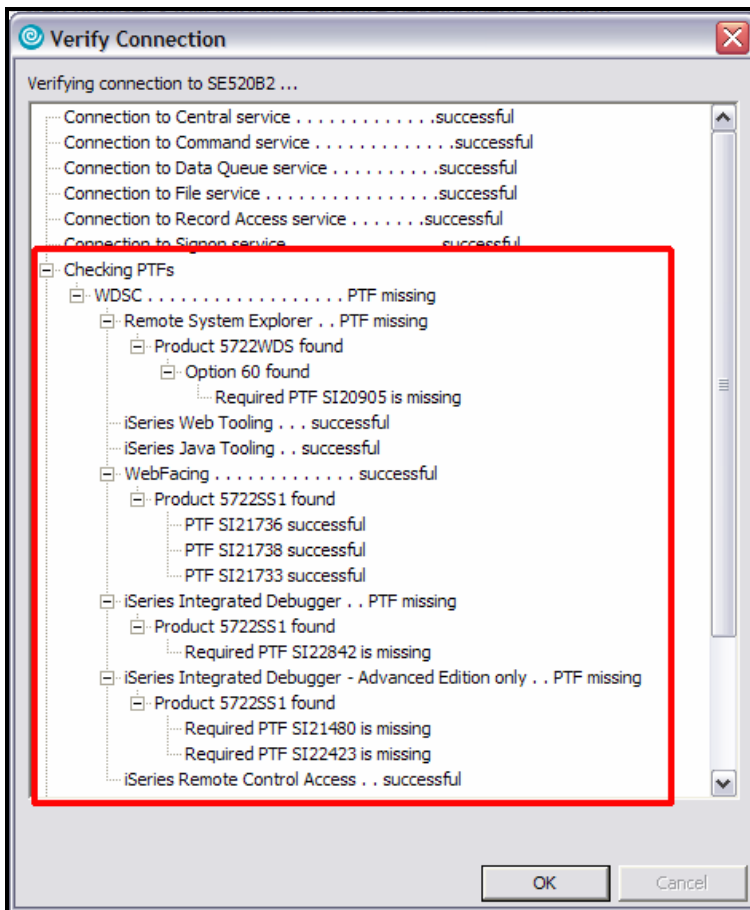 Verify Connection
Verifying connection to SE520B2 ...
Connection to Central service . . . . . . . . . . . . .successful
Connection to Command service . . . . . . . . . . . . .successful
Connection to Data Queue service . . . . . . . . . .successful
Connection to File service . . . . . . . . . . . . . . . .successful
Connection to Record Access service . . . . . . .successful
Connection to Signon service . . . . . . . . . . . . . . successful
Checking PTFs
WDSC . . . . . . . . . . . . . . . . . . PTF missing
Remote System Explorer . . PTF missing
Product 5722WDS found
Option 60 found
Required PTF SI20905 is missing
iSeries Web Tooling . . . successful
iSeries Java Tooling . . successful
WebFacing . . . . . . . . . . . . . successful
Product 5722SS1 found
PTF SI21736 successful
PTF SI21738 successful
PTF SI21733 successful
iSeries Integrated Debugger . . PTF missing
Product 5722SS1 found
Required PTF SI22842 is missing
iSeries Integrated Debugger - Advanced Edition only . . PTF missing
Product 5722SS1 found
Required PTF SI21480 is missing
Required PTF SI22423 is missing
iSeries Remote Control Access . . successful
OK
Cancel